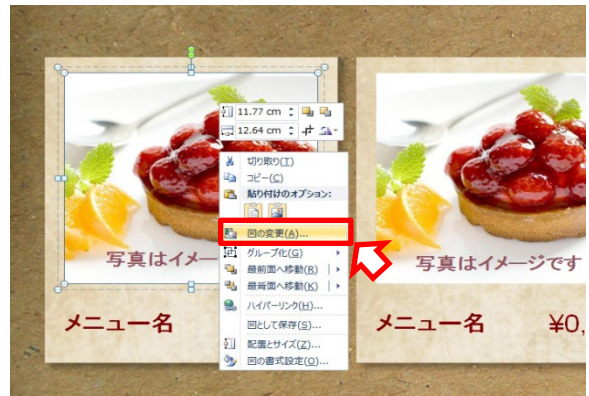 11.77 cm
12.64 cm
切り取り(T)
コピー(C)
貼り付けのオプション:
図の変更(A)...
グループ化(G)
最前面へ移動(R)
最背面へ移動(K)
ハイパーリンク(H)...
図として保存(S)...
配置とサイズ(Z)...
図の書式設定(O)...
写真はイメー
写真はイメージです
メニュー名
メニュー名 ¥0,